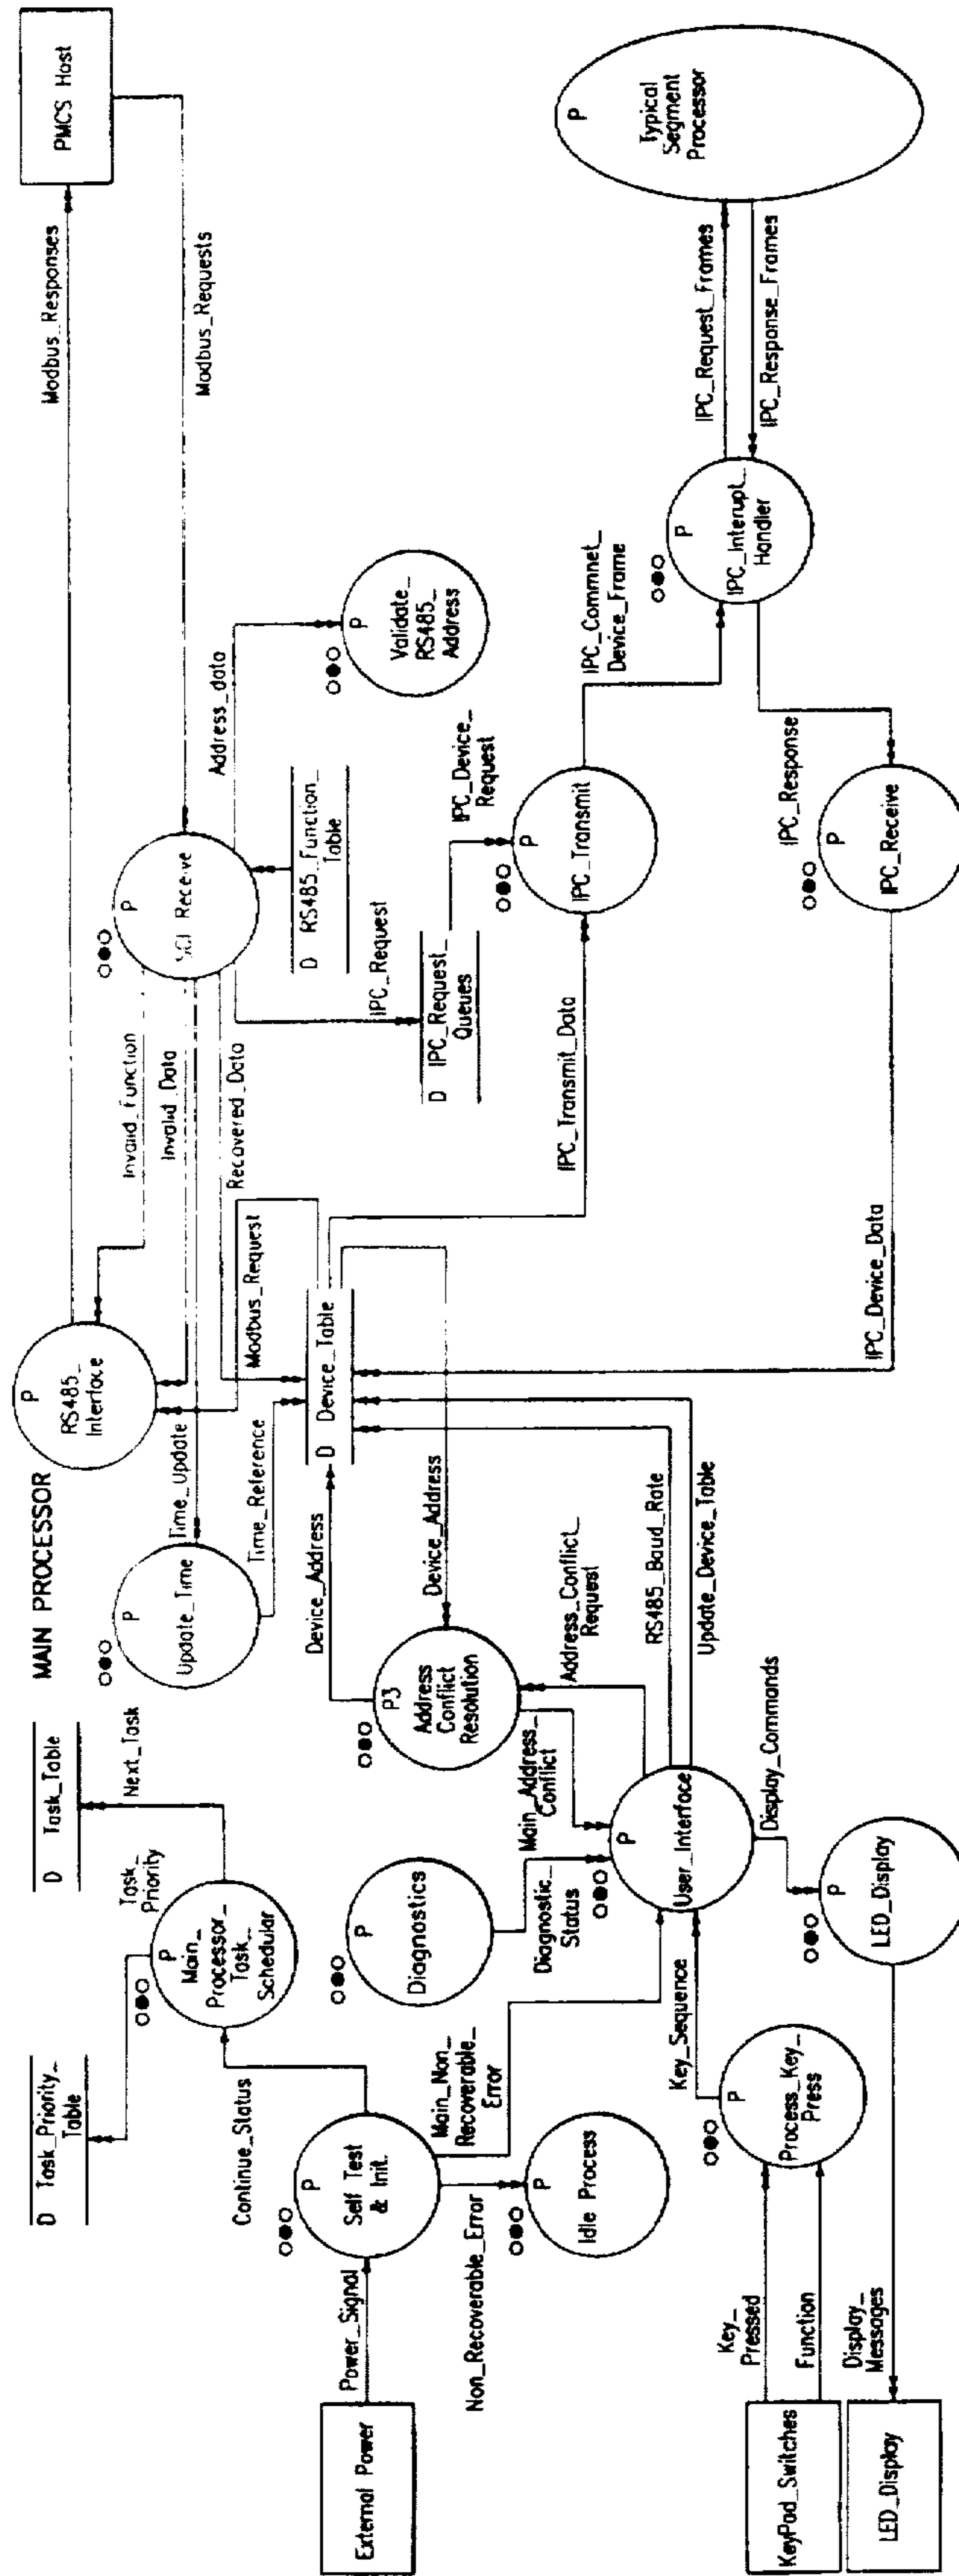 MAIN PROCESSOR
D Task_Priority_
Table
D Task_Table
Next_Task
Task_
Priority
P
Main_
Processor_
Task_
Schedular
Continue_Status
External Power
Power_Signal
P
Self Test
& Init.
Main_Non_
Recoverable_
Error
Non_Recoverable_Error
P
Idle Process
P
Diagnostics
Diagnostic_
Status
P
Update_Time
Time_Update
Time_Reference
P
RS485_
Interface
Invalid_Function
Invalid_Data
Recovered_Data
Modbus_Request
Modbus_Responses
PMCS Host
Modbus_Requests
P
SCI Receive
Address_data
P
Validate_
RS485_
Address
D RS485_Function_
Table
IPC_Request
D IPC_Request_
Queues
IPC_Device_
Request
D Device_Table
Device_Address
Device_Address
P3
Address
Conflict
Resolution
Address_Conflict_
Request
Main_Address_
Conflict
RS485_Baud_Rate
Update_Device_Table
P
User_Interface
Display_Commands
Key_Sequence
P
Process_Key_
Press
Key_
Pressed
Function
KeyPad_Switches
P
LED_Display
Display_
Messages
LED_Display
IPC_Transmit_Data
P
IPC_Transmit
IPC_Commnet_
Device_Frame
P
IPC_Interupt_
Handler
IPC_Request_Frames
IPC_Response_Frames
P
Typical
Segment
Processor
IPC_Response
P
IPC_Receive
IPC_Device_Data